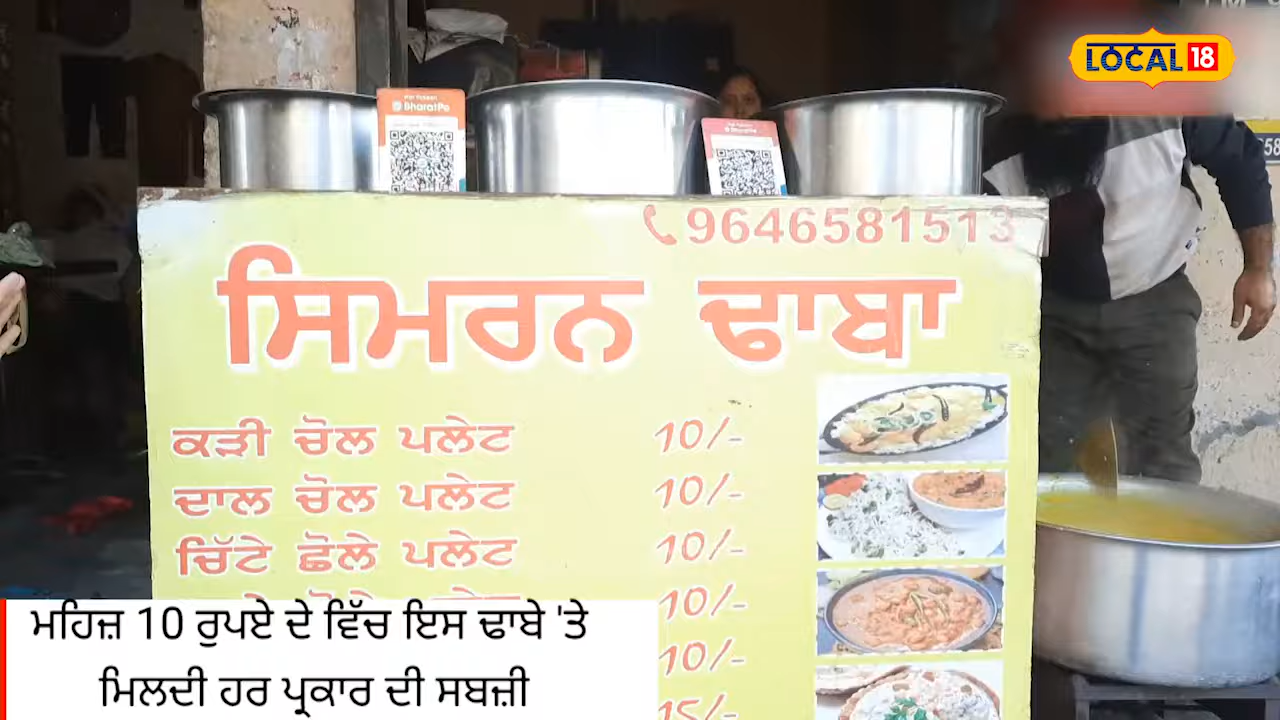 LOCAL 18
BharatPe
BharatPe
9646581513
ਸਿਮਰਨ ਢਾਬਾ
ਕੜੀ ਚੋਲ ਪਲੇਟ 10/-
ਦਾਲ ਚੋਲ ਪਲੇਟ 10/-
ਚਿੱਟੇ ਛੋਲੇ ਪਲੇਟ 10/-
10/-
10/-
15/-
ਮਹਿਜ਼ 10 ਰੁਪਏ ਦੇ ਵਿੱਚ ਇਸ ਢਾਬੇ 'ਤੇ
ਮਿਲਦੀ ਹਰ ਪ੍ਰਕਾਰ ਦੀ ਸਬਜ਼ੀ